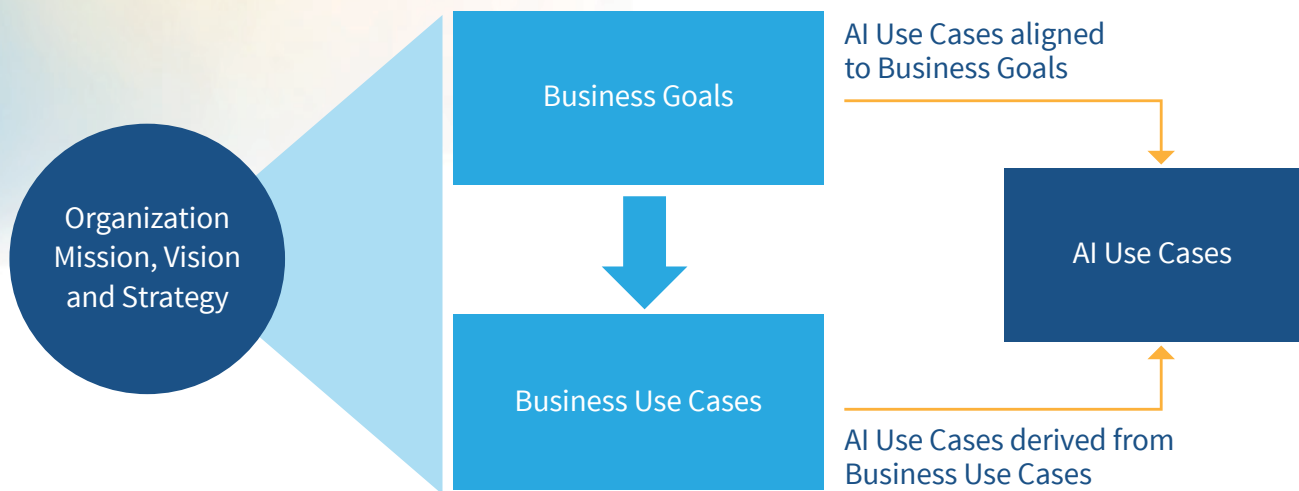 Organization
Mission, Vision
and Strategy
Business Goals
Business Use Cases
AI Use Cases aligned
to Business Goals
AI Use Cases
AI Use Cases derived from
Business Use Cases